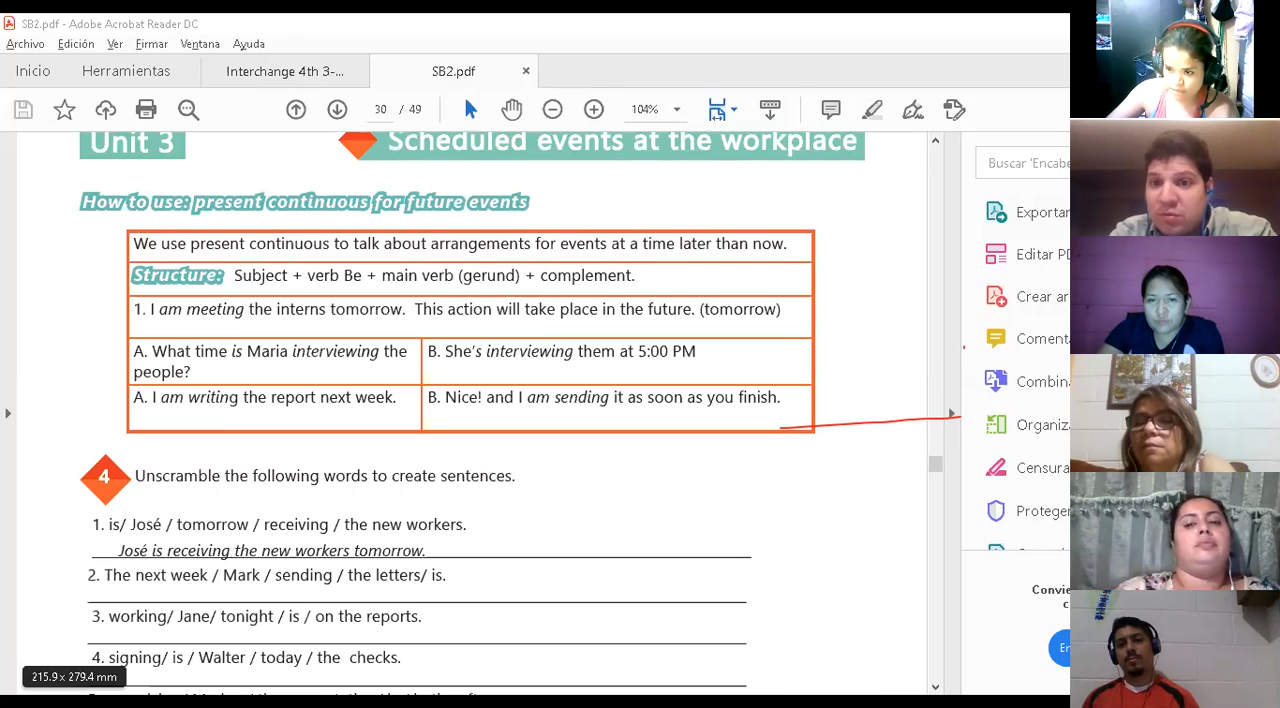 SB2.pdf - Adobe Acrobat Reader DC
Archivo Edición Ver Firmar Ventana Ayuda
Inicio Herramientas Interchange 4th 3-... SB2.pdf ×
30 / 49 104%
Unit 3 Scheduled events at the workplace
How to use: present continuous for future events
We use present continuous to talk about arrangements for events at a time later than now.
Structure: Subject + verb Be + main verb (gerund) + complement.
1. I am meeting the interns tomorrow. This action will take place in the future. (tomorrow)
A. What time is Maria interviewing the people?
B. She's interviewing them at 5:00 PM
A. I am writing the report next week.
B. Nice! and I am sending it as soon as you finish.
4 Unscramble the following words to create sentences.
1. is/ José / tomorrow / receiving / the new workers.
José is receiving the new workers tomorrow.
2. The next week / Mark / sending / the letters/ is.
3. working/ Jane/ tonight / is / on the reports.
4. signing/ is / Walter / today / the checks.
215.9 x 279.4 mm
Buscar 'Encabe
Exportar
Editar PD
Crear ar
Comenta
Combin
Organiz
Censura
Proteger
Convie